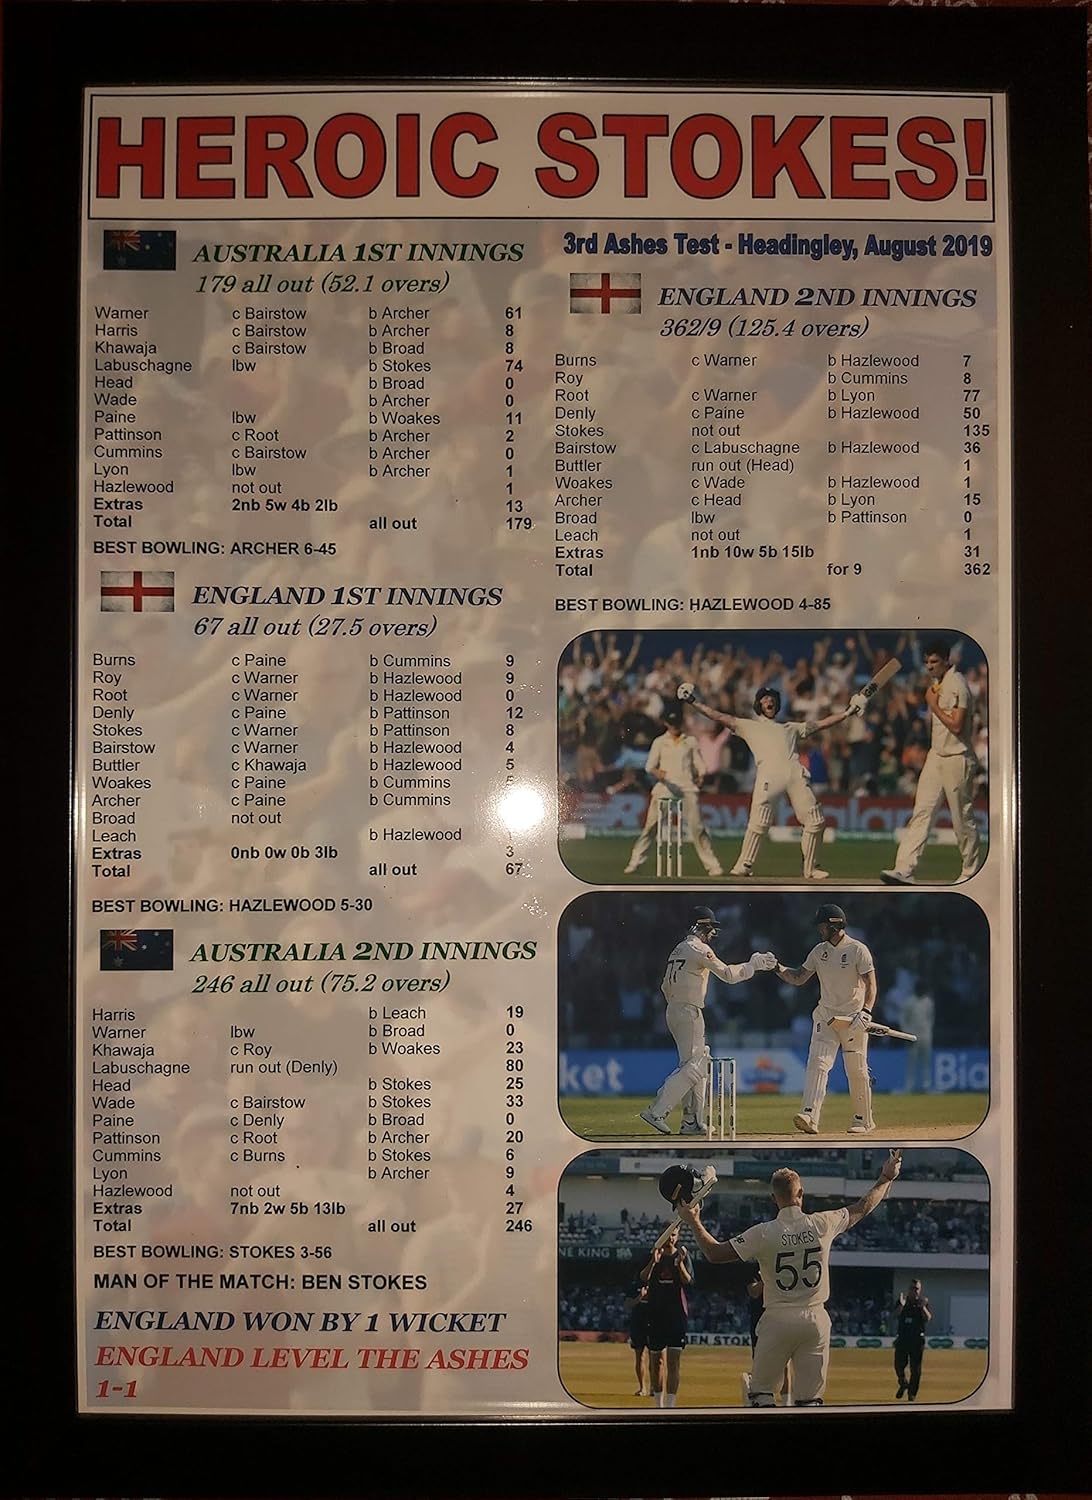 HEROIC STOKES!
AUSTRALIA 1ST INNINGS
179 all out (52.1 overs)
Warner c Bairstow b Archer 61
Harris c Bairstow b Archer 8
Khawaja c Bairstow b Broad 8
Labuschagne lbw b Stokes 74
Head b Broad 0
Wade b Archer 0
Paine lbw b Woakes 11
Pattinson c Root b Archer 2
Cummins c Bairstow b Archer 0
Lyon lbw b Archer 1
Hazlewood not out 1
Extras 2nb 5w 4b 2lb 13
Total all out 179
BEST BOWLING: ARCHER 6-45
ENGLAND 1ST INNINGS
67 all out (27.5 overs)
Burns c Paine b Cummins 9
Roy c Warner b Hazlewood 9
Root c Warner b Hazlewood 0
Denly c Paine b Pattinson 12
Stokes c Warner b Pattinson 8
Bairstow c Warner b Hazlewood 4
Buttler c Khawaja b Hazlewood 5
Woakes c Paine b Cummins 5
Archer c Paine b Cummins
Broad not out
Leach b Hazlewood
Extras 0nb 0w 0b 3lb 3
Total all out 67
BEST BOWLING: HAZLEWOOD 5-30
AUSTRALIA 2ND INNINGS
246 all out (75.2 overs)
Harris b Leach 19
Warner lbw b Broad 0
Khawaja c Roy b Woakes 23
Labuschagne run out (Denly) 80
Head b Stokes 25
Wade c Bairstow b Stokes 33
Paine c Denly b Broad 0
Pattinson c Root b Archer 20
Cummins c Burns b Stokes 6
Lyon b Archer 9
Hazlewood not out 4
Extras 7nb 2w 5b 13lb 27
Total all out 246
BEST BOWLING: STOKES 3-56
MAN OF THE MATCH: BEN STOKES
ENGLAND WON BY 1 WICKET
ENGLAND LEVEL THE ASHES
1-1
3rd Ashes Test - Headingley, August 2019
ENGLAND 2ND INNINGS
362/9 (125.4 overs)
Burns c Warner b Hazlewood 7
Roy b Cummins 8
Root c Warner b Lyon 77
Denly c Paine b Hazlewood 50
Stokes not out 135
Bairstow c Labuschagne b Hazlewood 36
Buttler run out (Head) 1
Woakes c Wade b Hazlewood 1
Archer c Head b Lyon 15
Broad lbw b Pattinson 0
Leach not out 1
Extras 1nb 10w 5b 15lb 31
Total for 9 362
BEST BOWLING: HAZLEWOOD 4-85
new balance
77
ket
Bio
STOKES
55
NE KING
BEN STOK